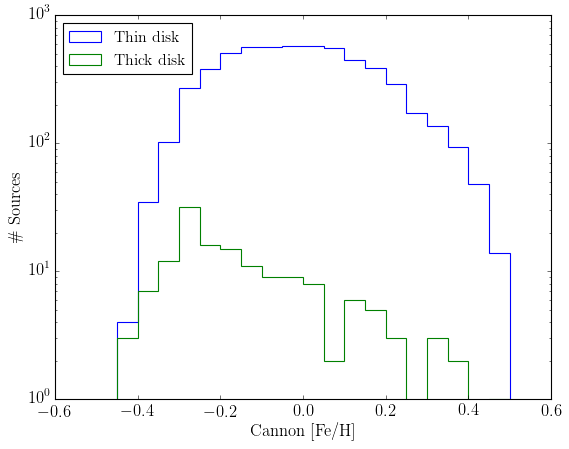 10³
Thin disk
Thick disk
10²
# Sources
10¹
10⁰
−0.6 −0.4 −0.2 0.0 0.2 0.4 0.6
Cannon [Fe/H]